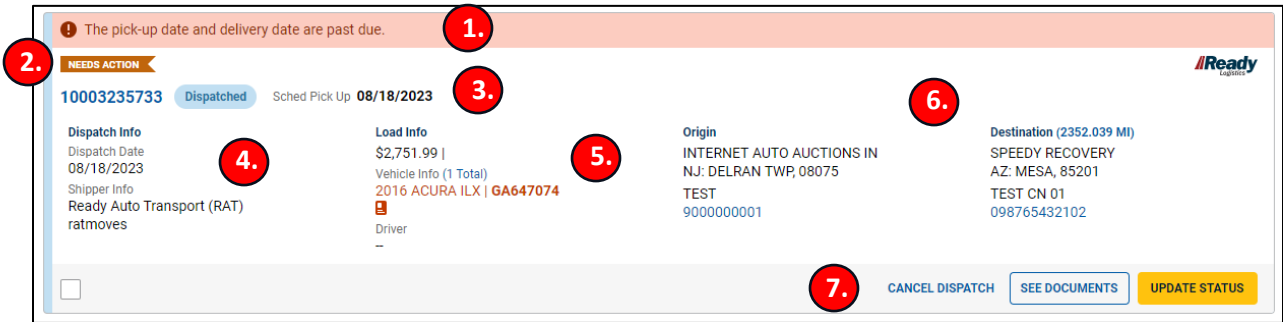 The pick-up date and delivery date are past due.
1.
2.
NEEDS ACTION
Ready
Logistics
10003235733 Dispatched Sched Pick Up 08/18/2023
3.
6.
Dispatch Info
Dispatch Date
08/18/2023
Shipper Info
Ready Auto Transport (RAT)
ratmoves
4.
Load Info
$2,751.99 |
Vehicle Info (1 Total)
2016 ACURA ILX | GA647074
Driver
--
5.
Origin
INTERNET AUTO AUCTIONS IN
NJ: DELRAN TWP, 08075
TEST
9000000001
Destination (2352.039 MI)
SPEEDY RECOVERY
AZ: MESA, 85201
TEST CN 01
098765432102
7.
CANCEL DISPATCH SEE DOCUMENTS UPDATE STATUS